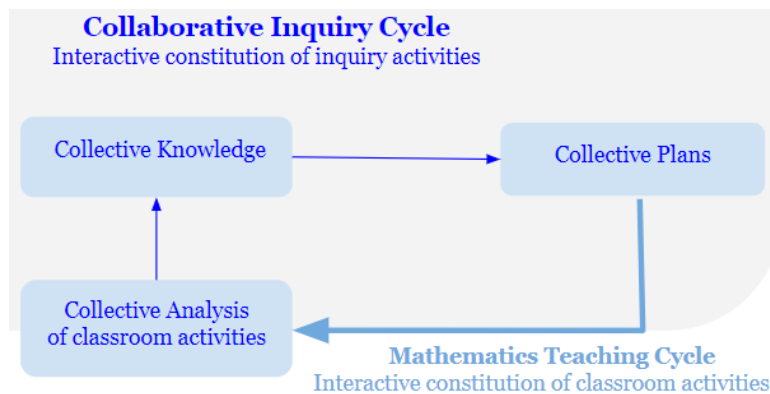 Collaborative Inquiry Cycle
Interactive constitution of inquiry activities
Collective Knowledge
Collective Plans
Collective Analysis
of classroom activities
Mathematics Teaching Cycle
Interactive constitution of classroom activities